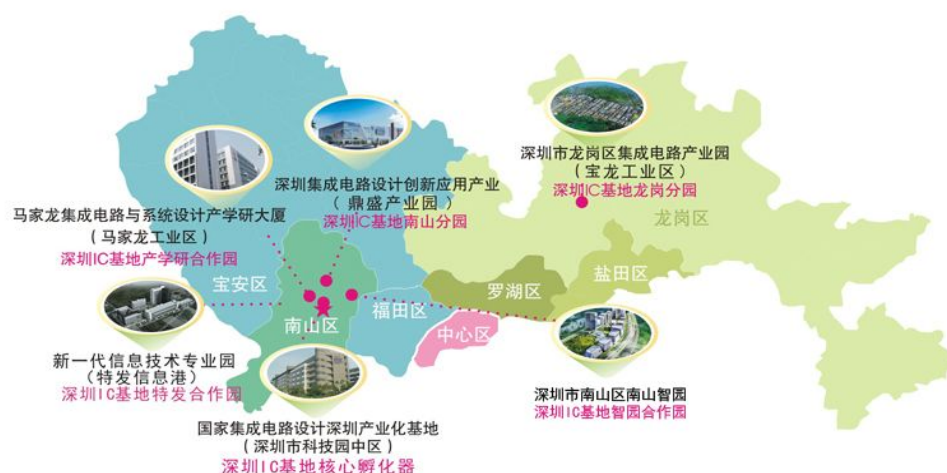 深圳市龙岗区集成电路产业园
（宝龙工业区）
深圳IC基地龙岗分园
深圳集成电路设计创新应用产业
（鼎盛产业园）
深圳IC基地南山分园
马家龙集成电路与系统设计产学研大厦
（马家龙工业区）
深圳IC基地产学研合作园
龙岗区
盐田区
罗湖区
宝安区
福田区
南山区
中心区
新一代信息技术专业园
（特发信息港）
深圳IC基地特发合作园
深圳市南山区南山智园
深圳IC基地智园合作园
国家集成电路设计深圳产业化基地
（深圳市科技园中区）
深圳IC基地核心孵化器